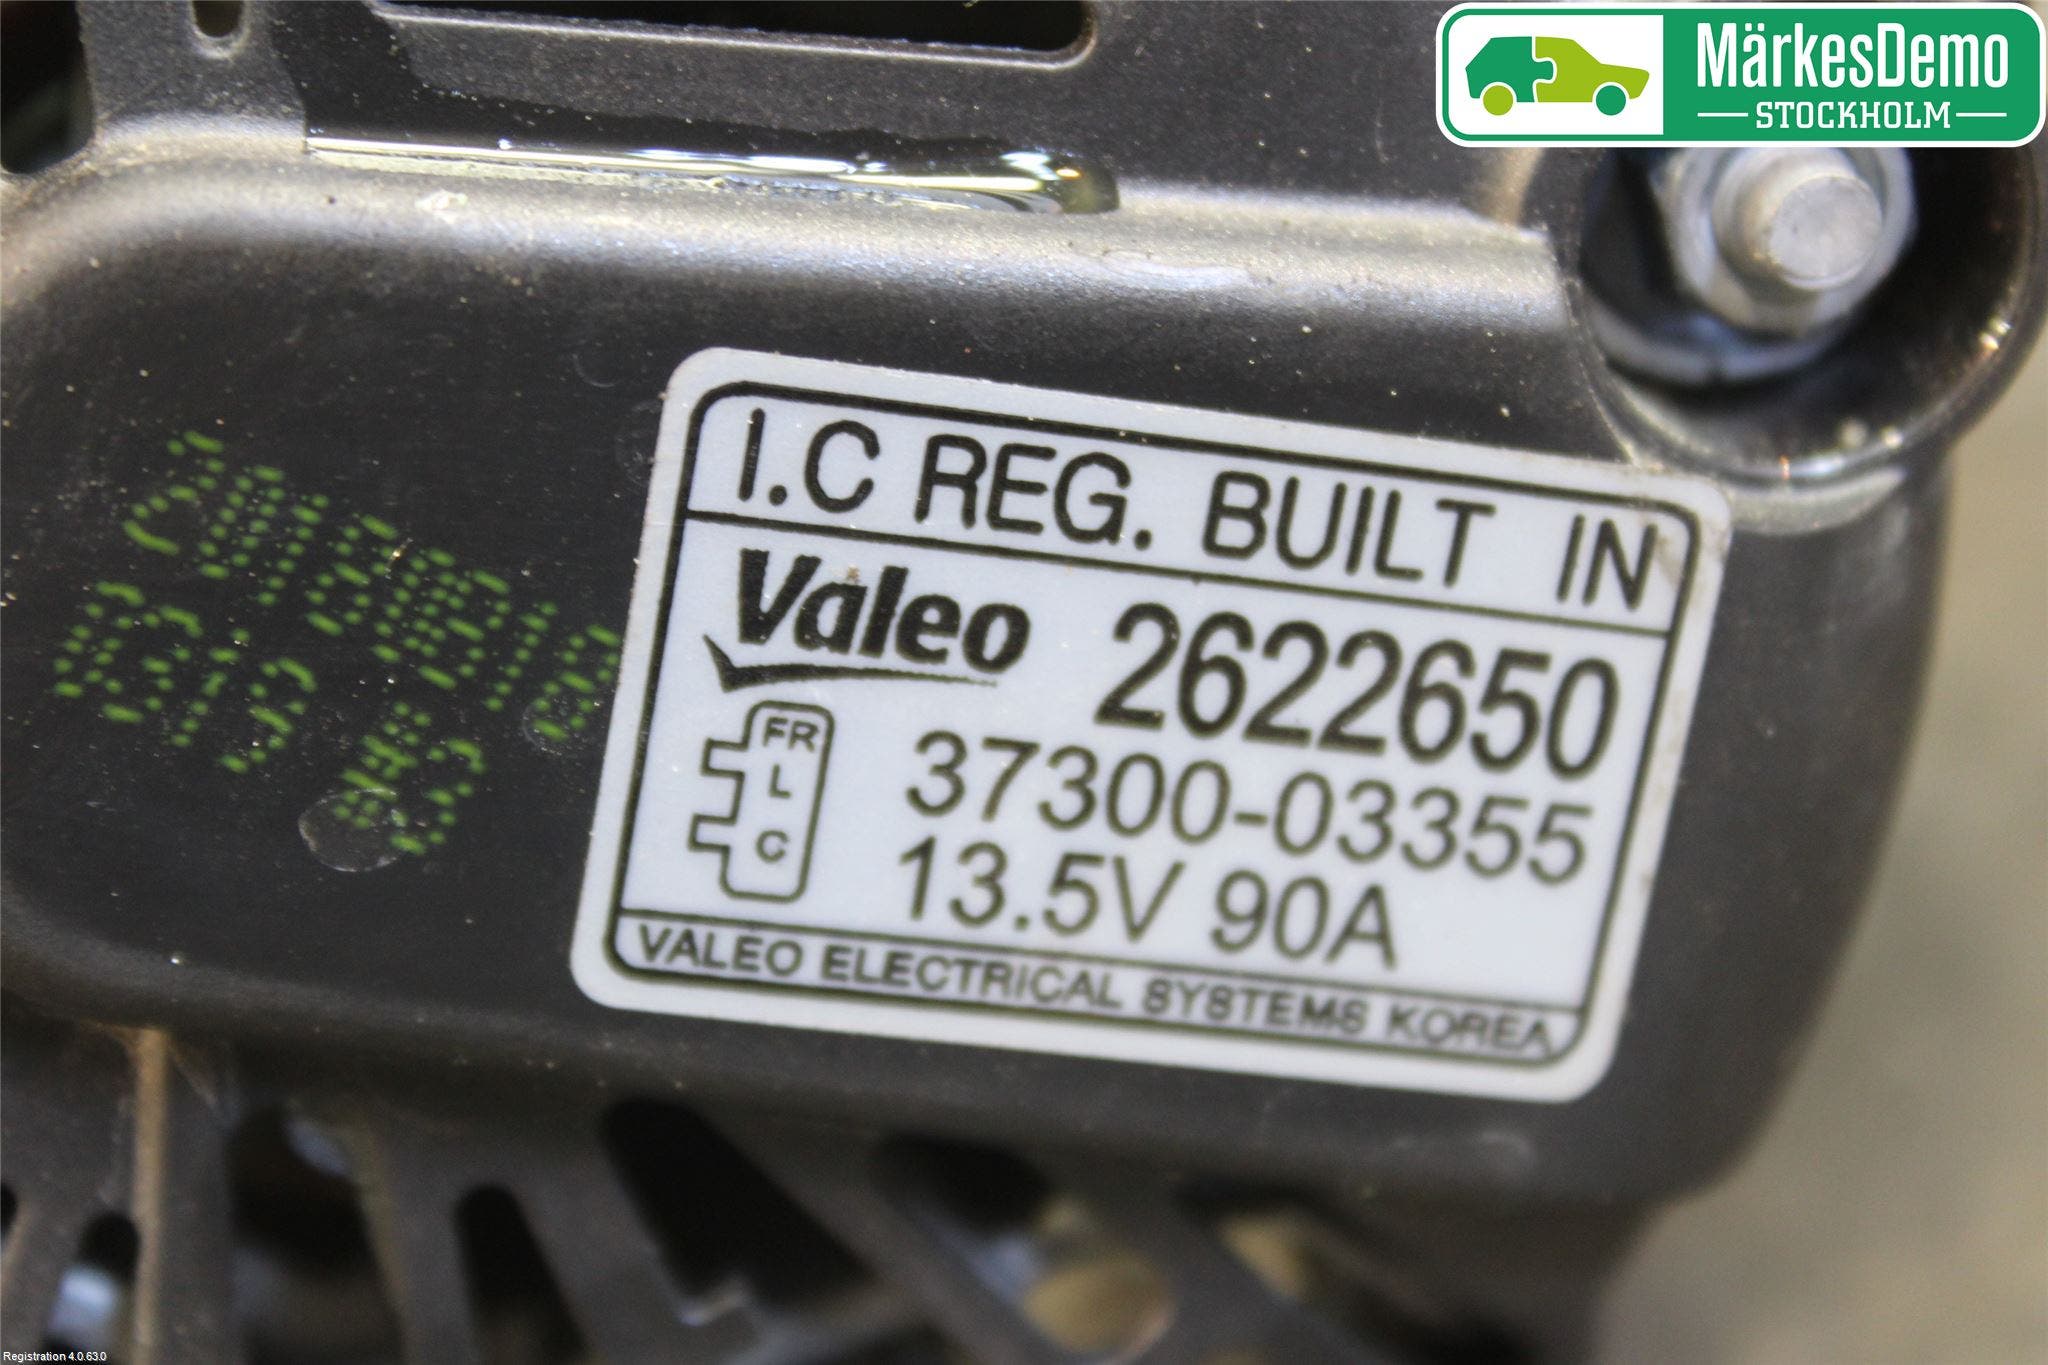 MärkesDemo
STOCKHOLM
I.C REG. BUILT IN
Valeo 2622650
FR
L
C
37300-03355
13.5V 90A
VALEO ELECTRICAL SYSTEMS KOREA
Registration 4.0.63.0